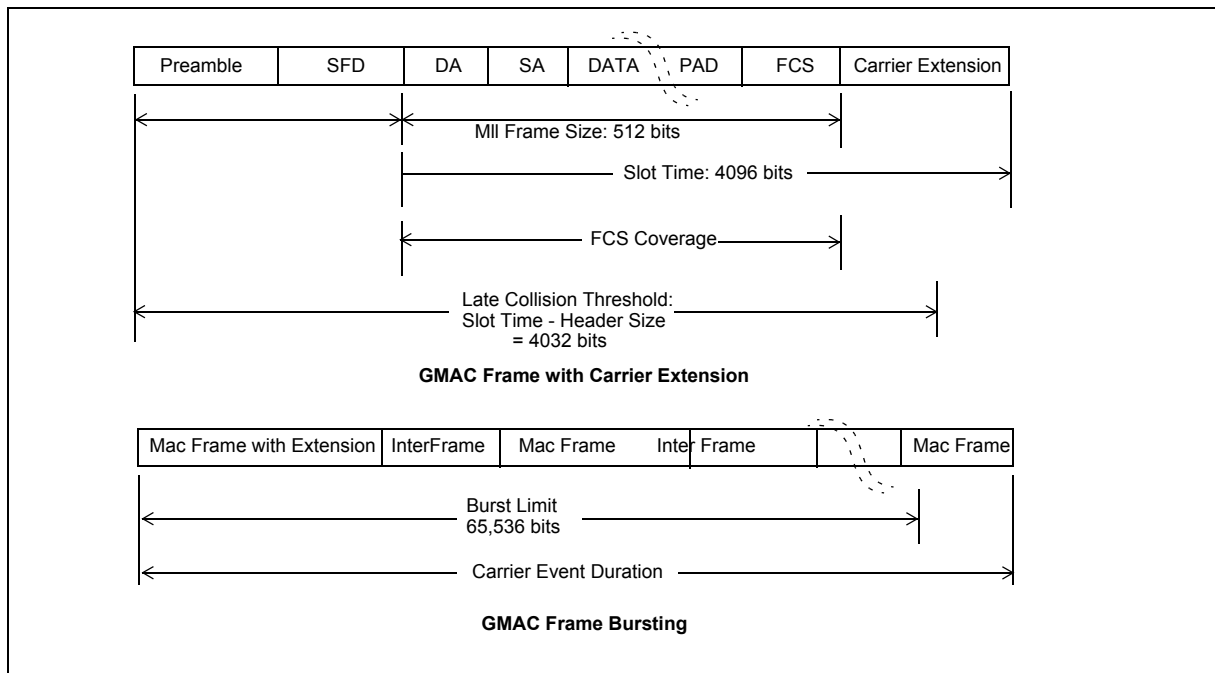 Preamble SFD DA SA DATA PAD FCS Carrier Extension
MII Frame Size: 512 bits
Slot Time: 4096 bits
FCS Coverage
Late Collision Threshold:
Slot Time - Header Size
= 4032 bits
GMAC Frame with Carrier Extension
Mac Frame with Extension InterFrame Mac Frame Inter Frame Mac Frame
Burst Limit
65,536 bits
Carrier Event Duration
GMAC Frame Bursting